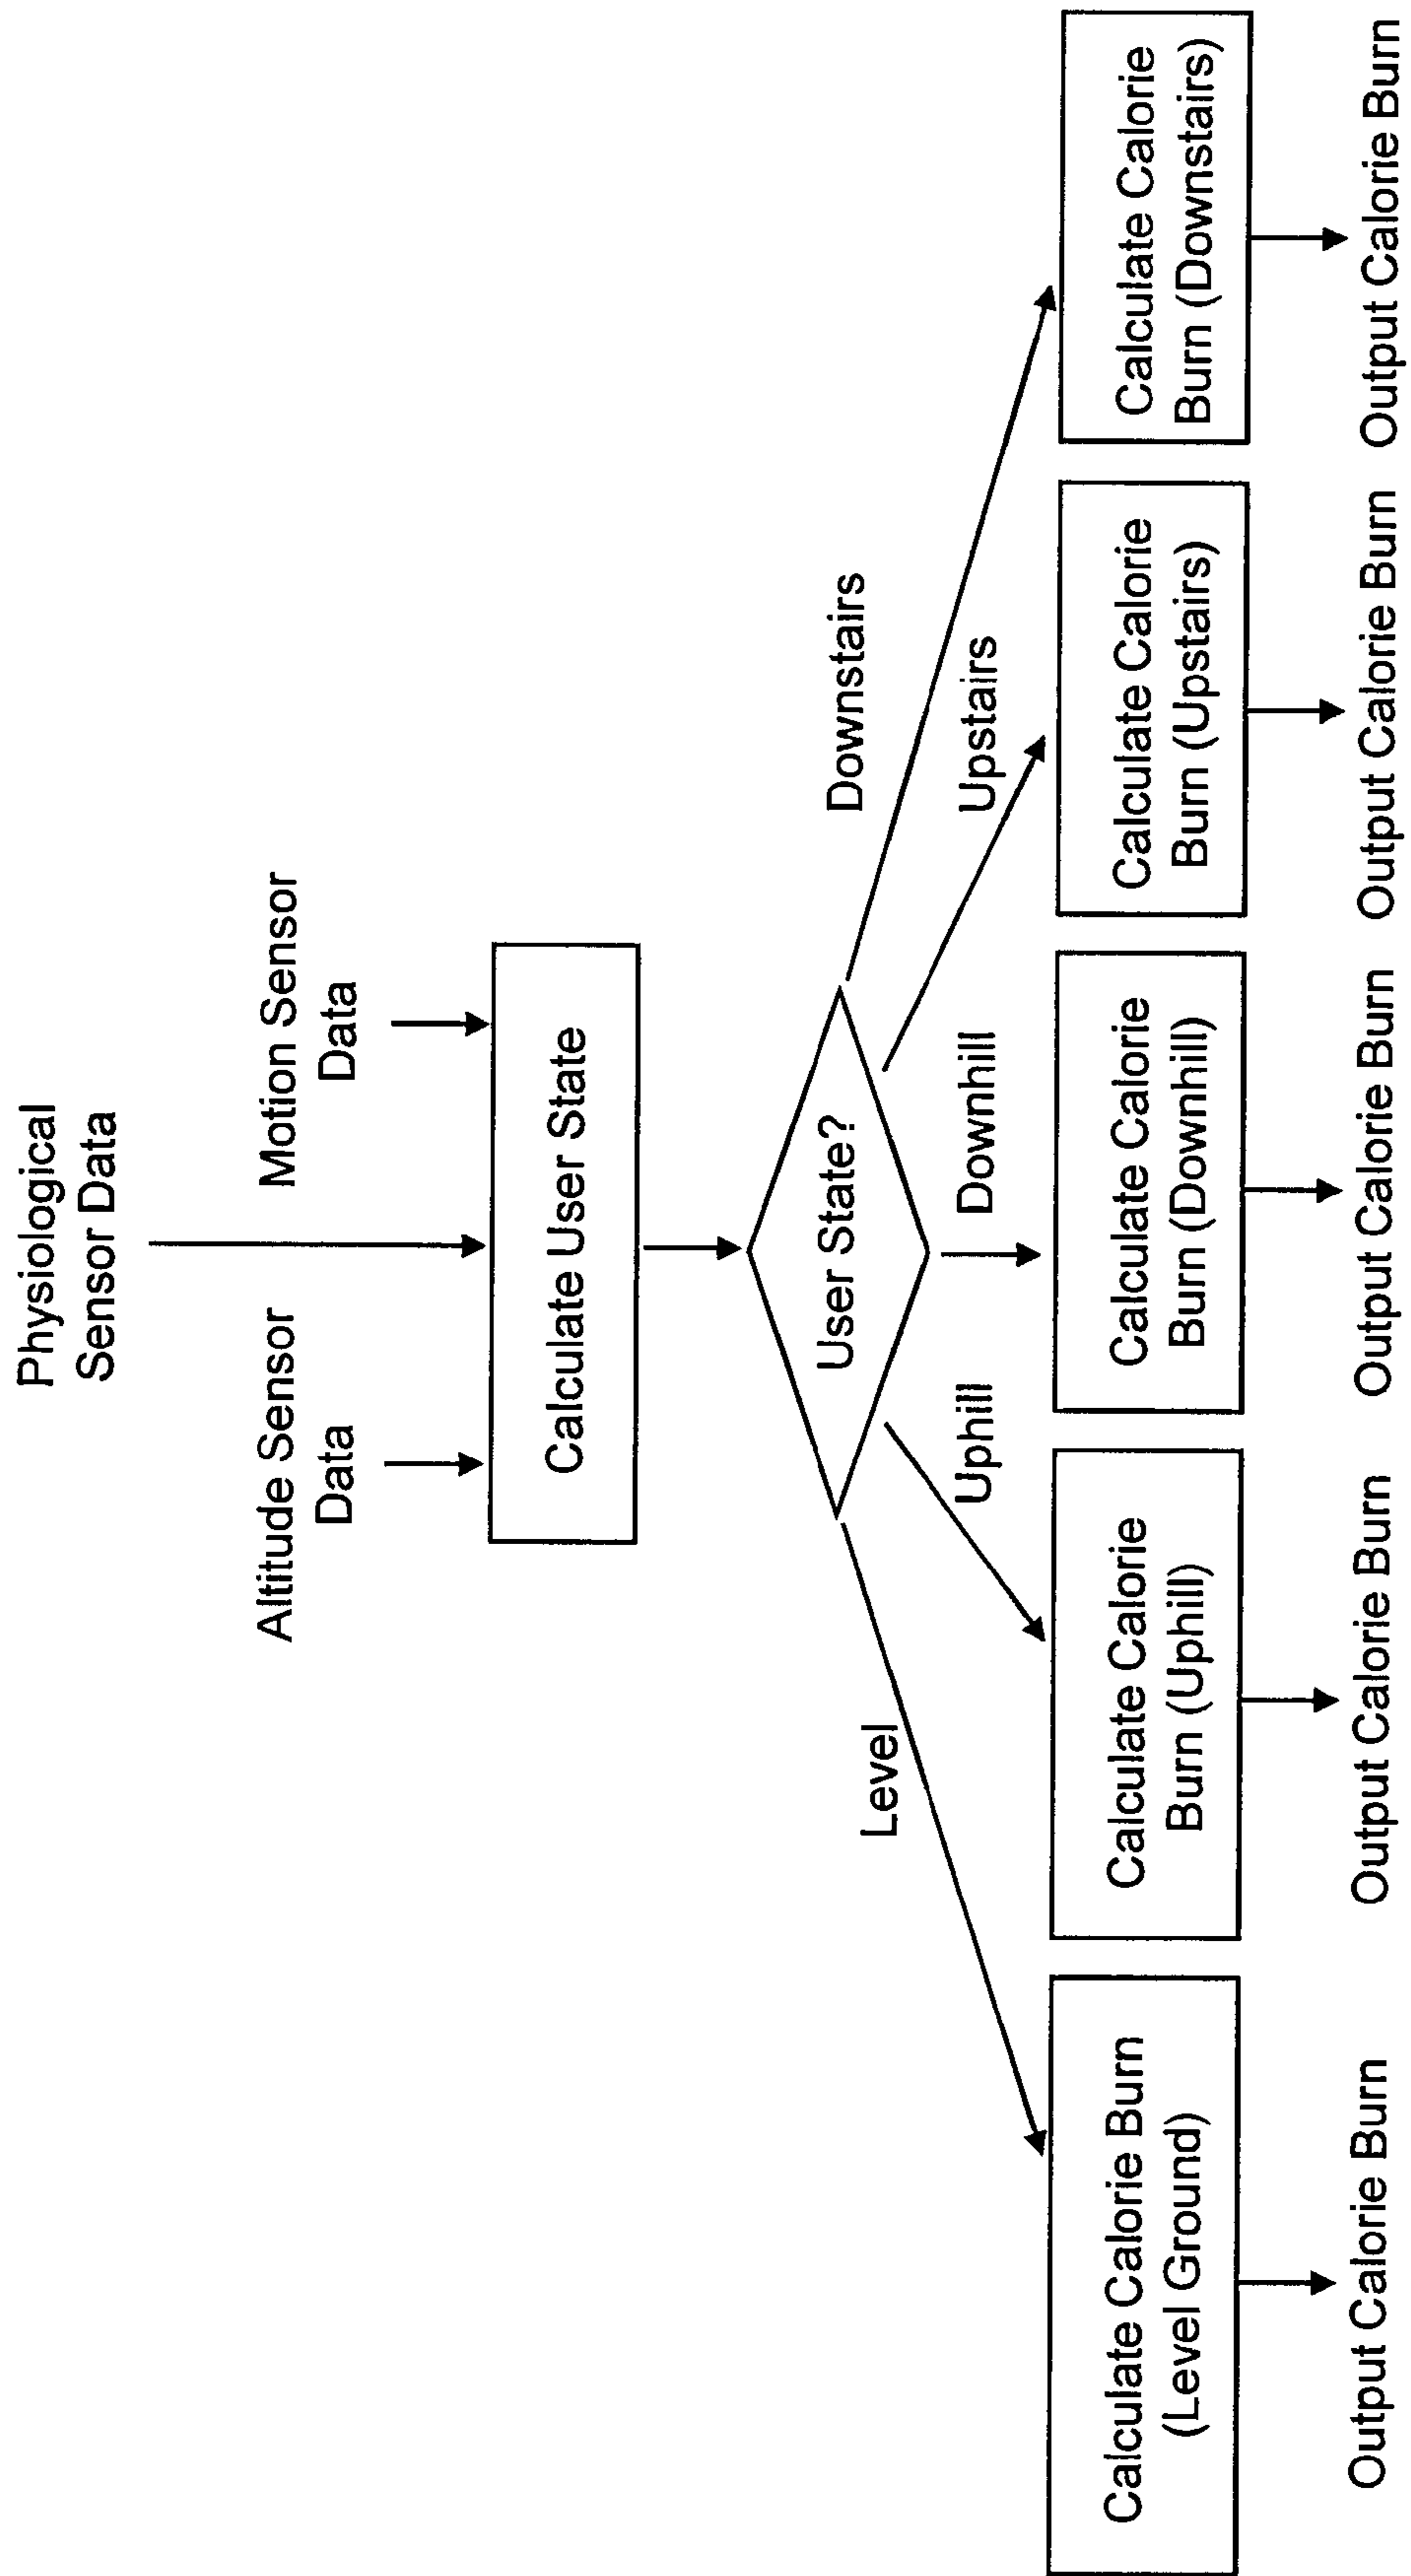 Physiological
Sensor Data
Altitude Sensor
Data
Motion Sensor
Data
Calculate User State
User State?
Level
Uphill
Downhill
Upstairs
Downstairs
Calculate Calorie Burn
(Level Ground)
Calculate Calorie
Burn (Uphill)
Calculate Calorie
Burn (Downhill)
Calculate Calorie
Burn (Upstairs)
Calculate Calorie
Burn (Downstairs)
Output Calorie Burn
Output Calorie Burn
Output Calorie Burn
Output Calorie Burn
Output Calorie Burn